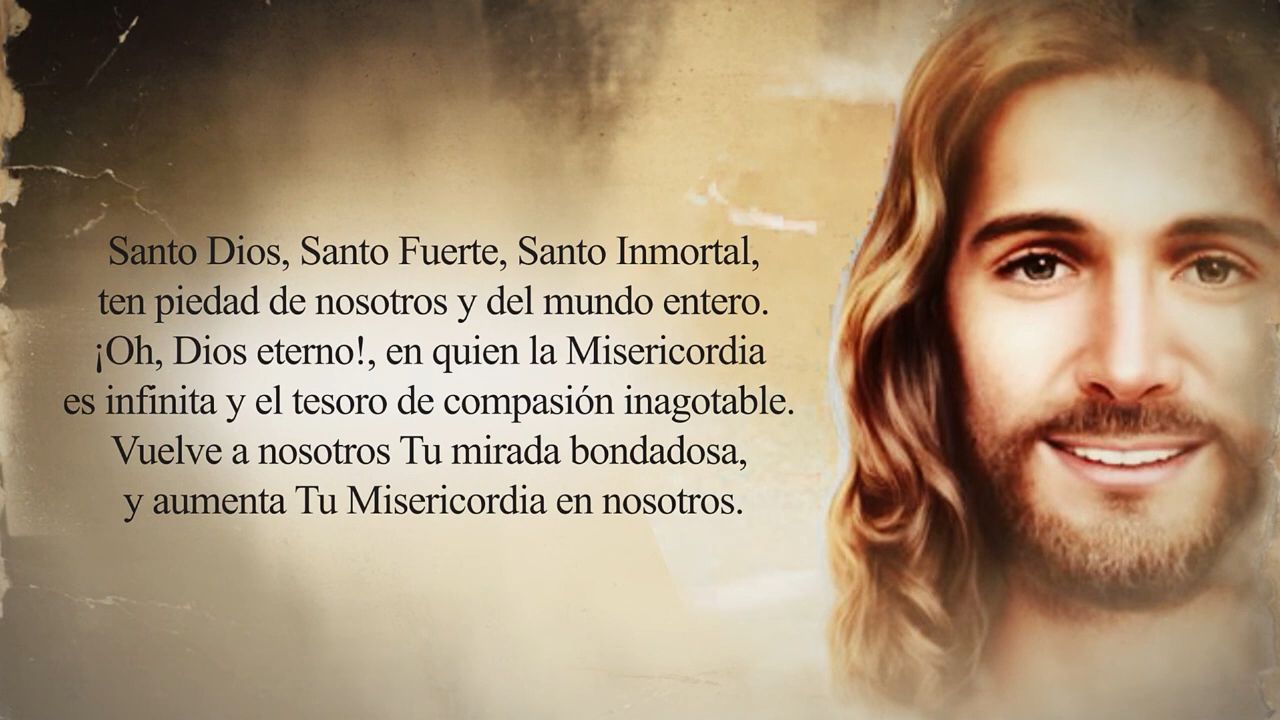 Santo Dios, Santo Fuerte, Santo Inmortal,
ten piedad de nosotros y del mundo entero.
¡Oh, Dios eterno!, en quien la Misericordia
es infinita y el tesoro de compasión inagotable.
Vuelve a nosotros Tu mirada bondadosa,
y aumenta Tu Misericordia en nosotros.